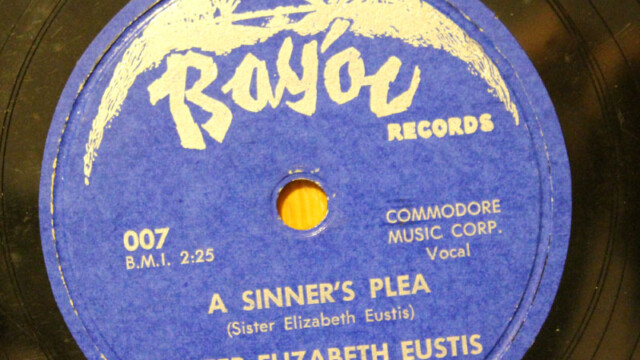 Bayou
RECORDS
007
B.M.I. 2:25
COMMODORE
MUSIC CORP.
Vocal
A SINNER'S PLEA
(Sister Elizabeth Eustis)
ELIZABETH EUSTIS